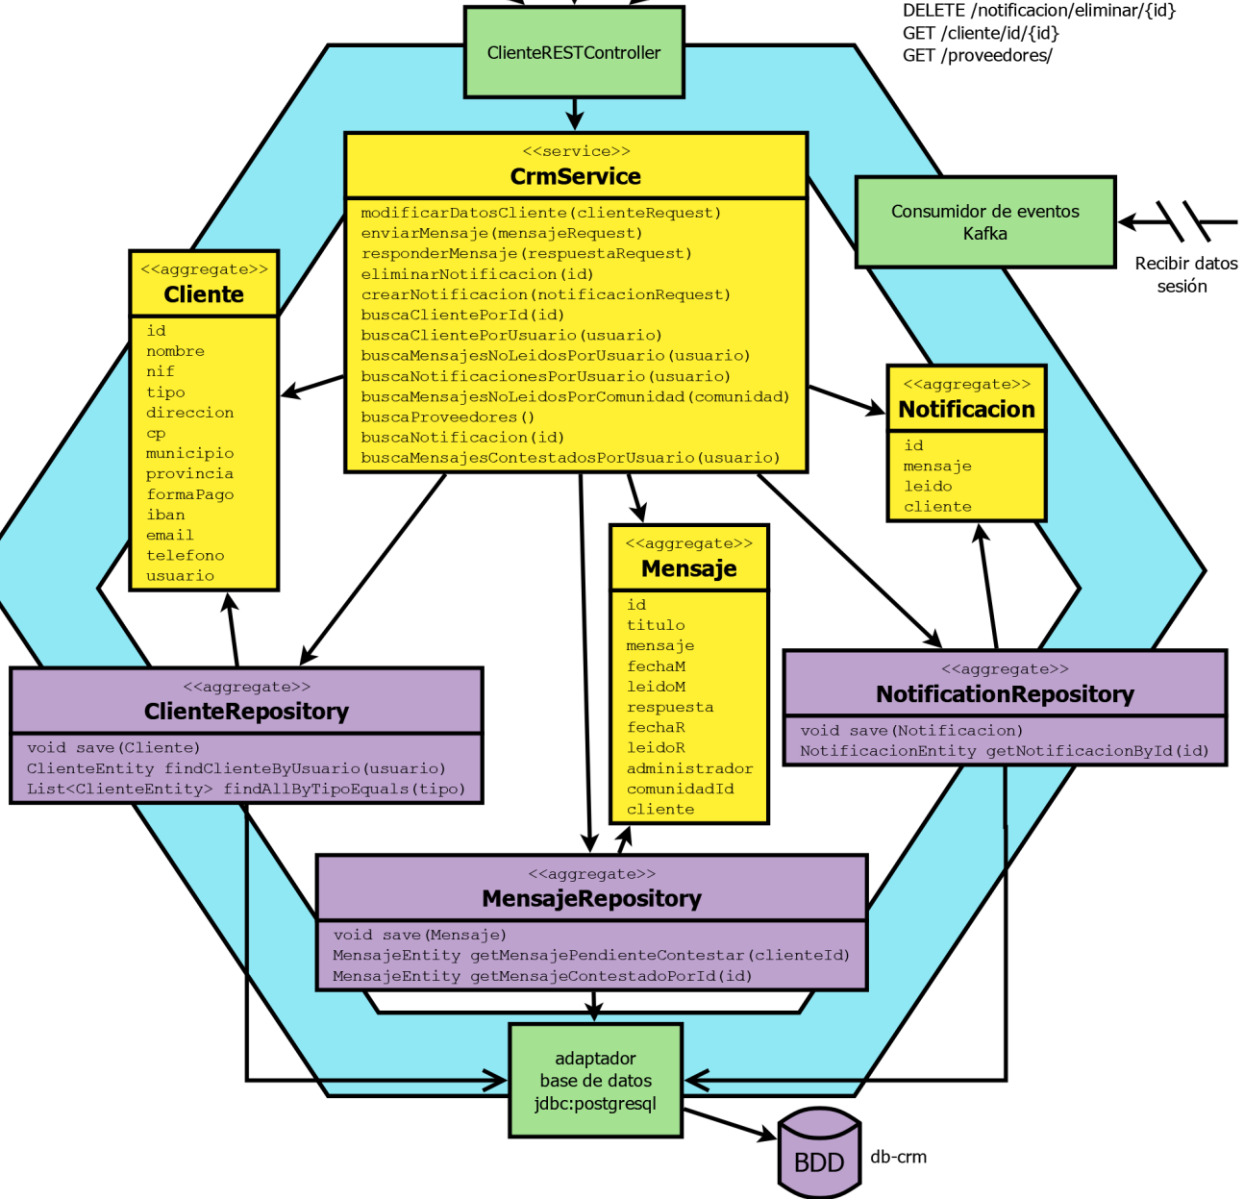 DELETE /notificacion/eliminar/{id}
GET /cliente/id/{id}
GET /proveedores/
ClienteRESTController
<<service>>
CrmService
modificarDatosCliente(clienteRequest)
enviarMensaje(mensajeRequest)
responderMensaje(respuestaRequest)
eliminarNotificacion(id)
crearNotificacion(notificacionRequest)
buscaClientePorId(id)
buscaClientePorUsuario(usuario)
buscaMensajesNoLeidosPorUsuario(usuario)
buscaNotificacionesPorUsuario(usuario)
buscaMensajesNoLeidosPorComunidad(comunidad)
buscaProveedores()
buscaNotificacion(id)
buscaMensajesContestadosPorUsuario(usuario)
Consumidor de eventos
Kafka
Recibir datos
sesión
<<aggregate>>
Cliente
id
nombre
nif
tipo
direccion
cp
municipio
provincia
formaPago
iban
email
telefono
usuario
<<aggregate>>
Notificacion
id
mensaje
leido
cliente
<<aggregate>>
Mensaje
id
titulo
mensaje
fechaM
leidoM
respuesta
fechaR
leidoR
administrador
comunidadId
cliente
<<aggregate>>
ClienteRepository
void save(Cliente)
ClienteEntity findClienteByUsuario(usuario)
List<ClienteEntity> findAllByTipoEquals(tipo)
<<aggregate>>
NotificationRepository
void save(Notificacion)
NotificacionEntity getNotificacionById(id)
<<aggregate>>
MensajeRepository
void save(Mensaje)
MensajeEntity getMensajePendienteContestar(clienteId)
MensajeEntity getMensajeContestadoPorId(id)
adaptador
base de datos
jdbc:postgresql
BDD
db-crm